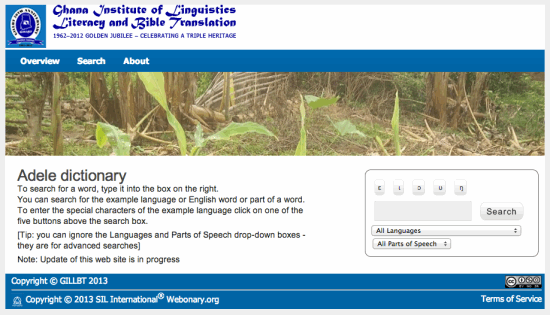 Ghana Institute of Linguistics
Literacy and Bible Translation
1962–2012 GOLDEN JUBILEE – CELEBRATING A TRIPLE HERITAGE
Overview Search About
Adele dictionary
To search for a word, type it into the box on the right.
You can search for the example language or English word or part of a word.
To enter the special characters of the example language click on one of the
five buttons above the search box.
[Tip: you can ignore the Languages and Parts of Speech drop-down boxes -
they are for advanced searches]
Note: Update of this web site is in progress
ɛ ɪ ɔ ʊ ŋ
Search
All Languages
All Parts of Speech
Copyright © GILLBT 2013
Copyright © 2013 SIL International® Webonary.org
Terms of Service